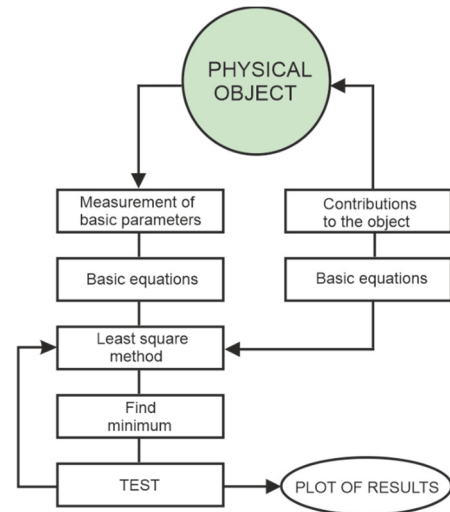 PHYSICAL
OBJECT
Measurement of
basic parameters
Contributions
to the object
Basic equations
Basic equations
Least square
method
Find
minimum
TEST
PLOT OF RESULTS